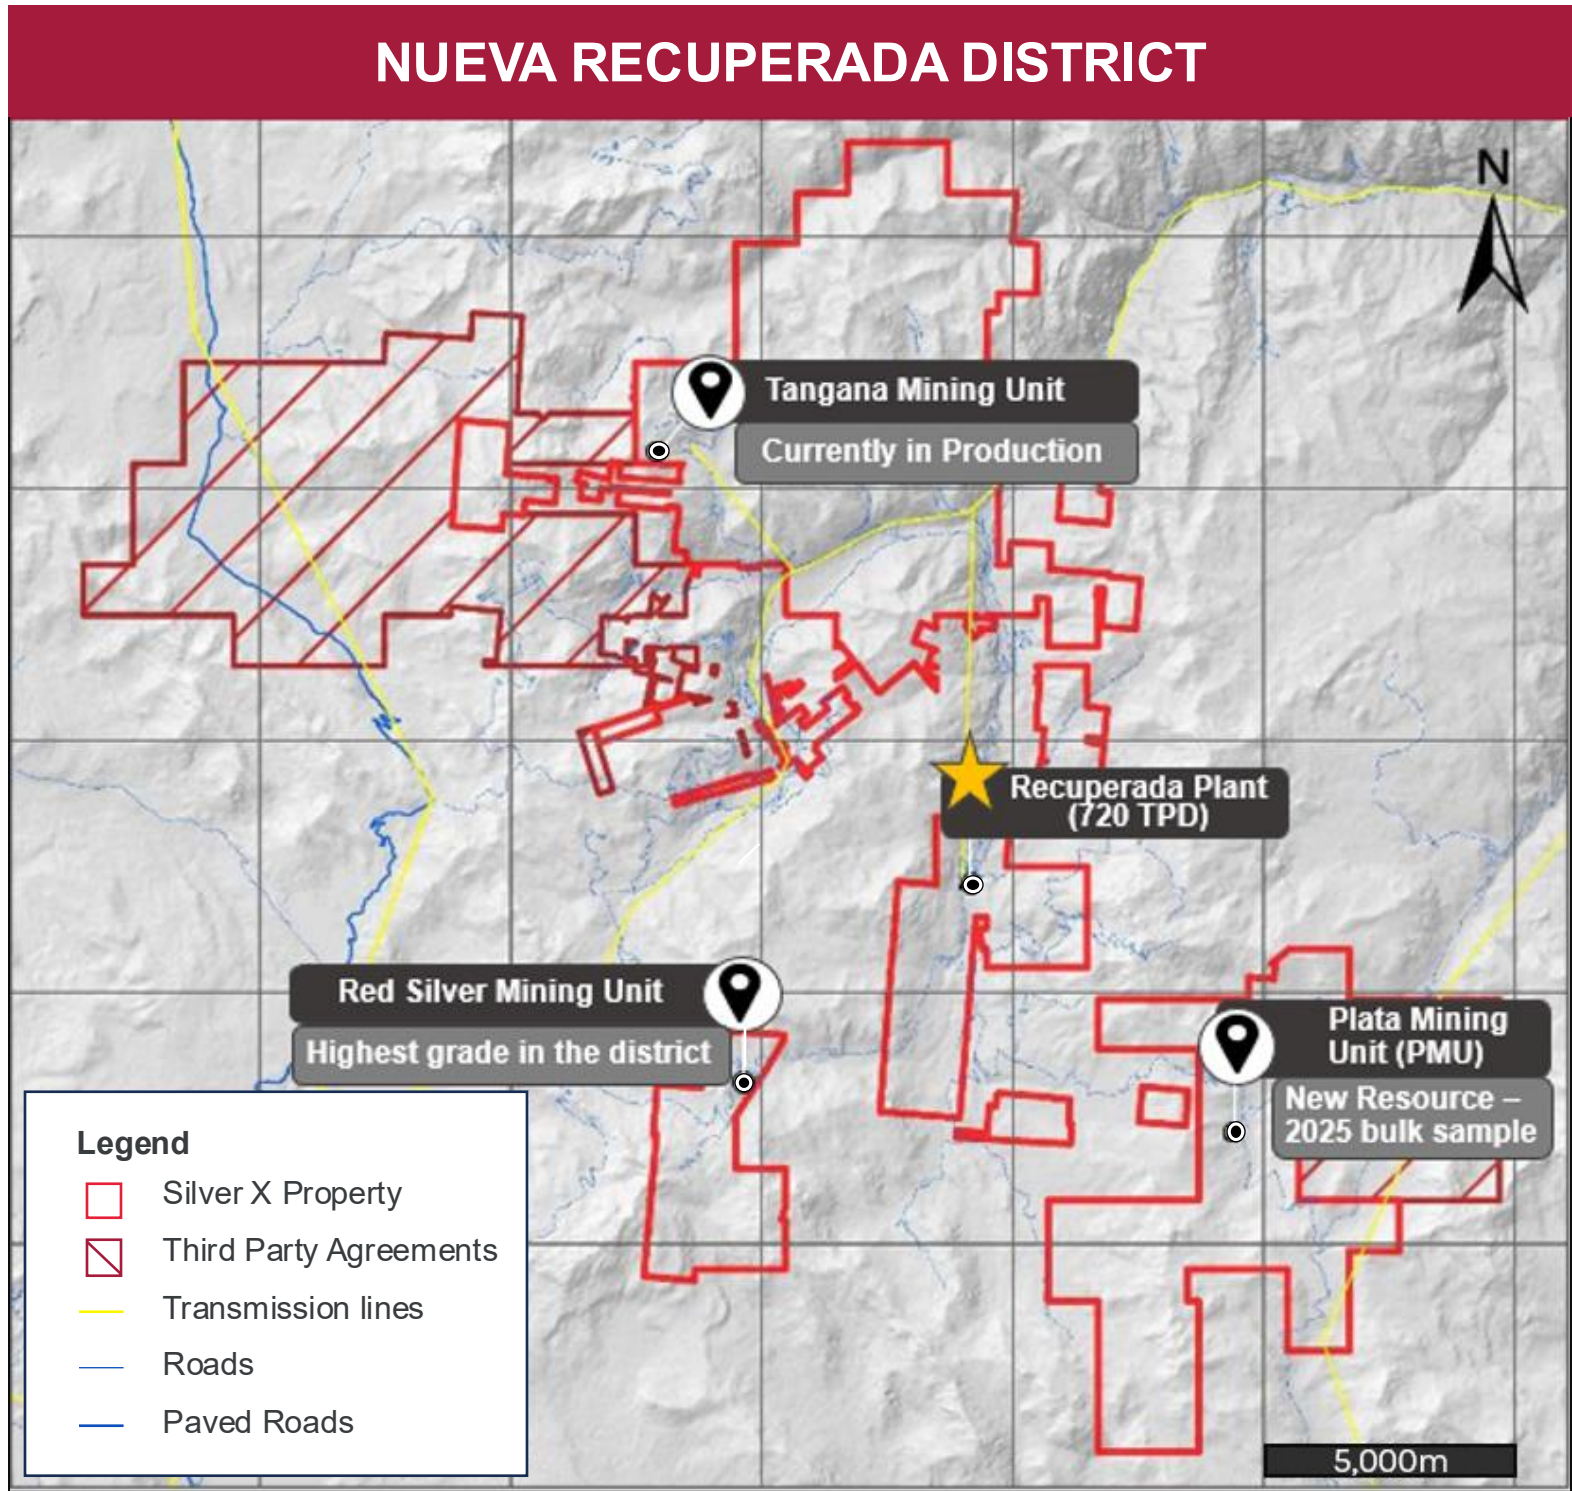 NUEVA RECUPERADA DISTRICT
N
Tangana Mining Unit
Currently in Production
Recuperada Plant
(720 TPD)
Red Silver Mining Unit
Highest grade in the district
Plata Mining
Unit (PMU)
New Resource –
2025 bulk sample
Legend
Silver X Property
Third Party Agreements
Transmission lines
Roads
Paved Roads
5,000m